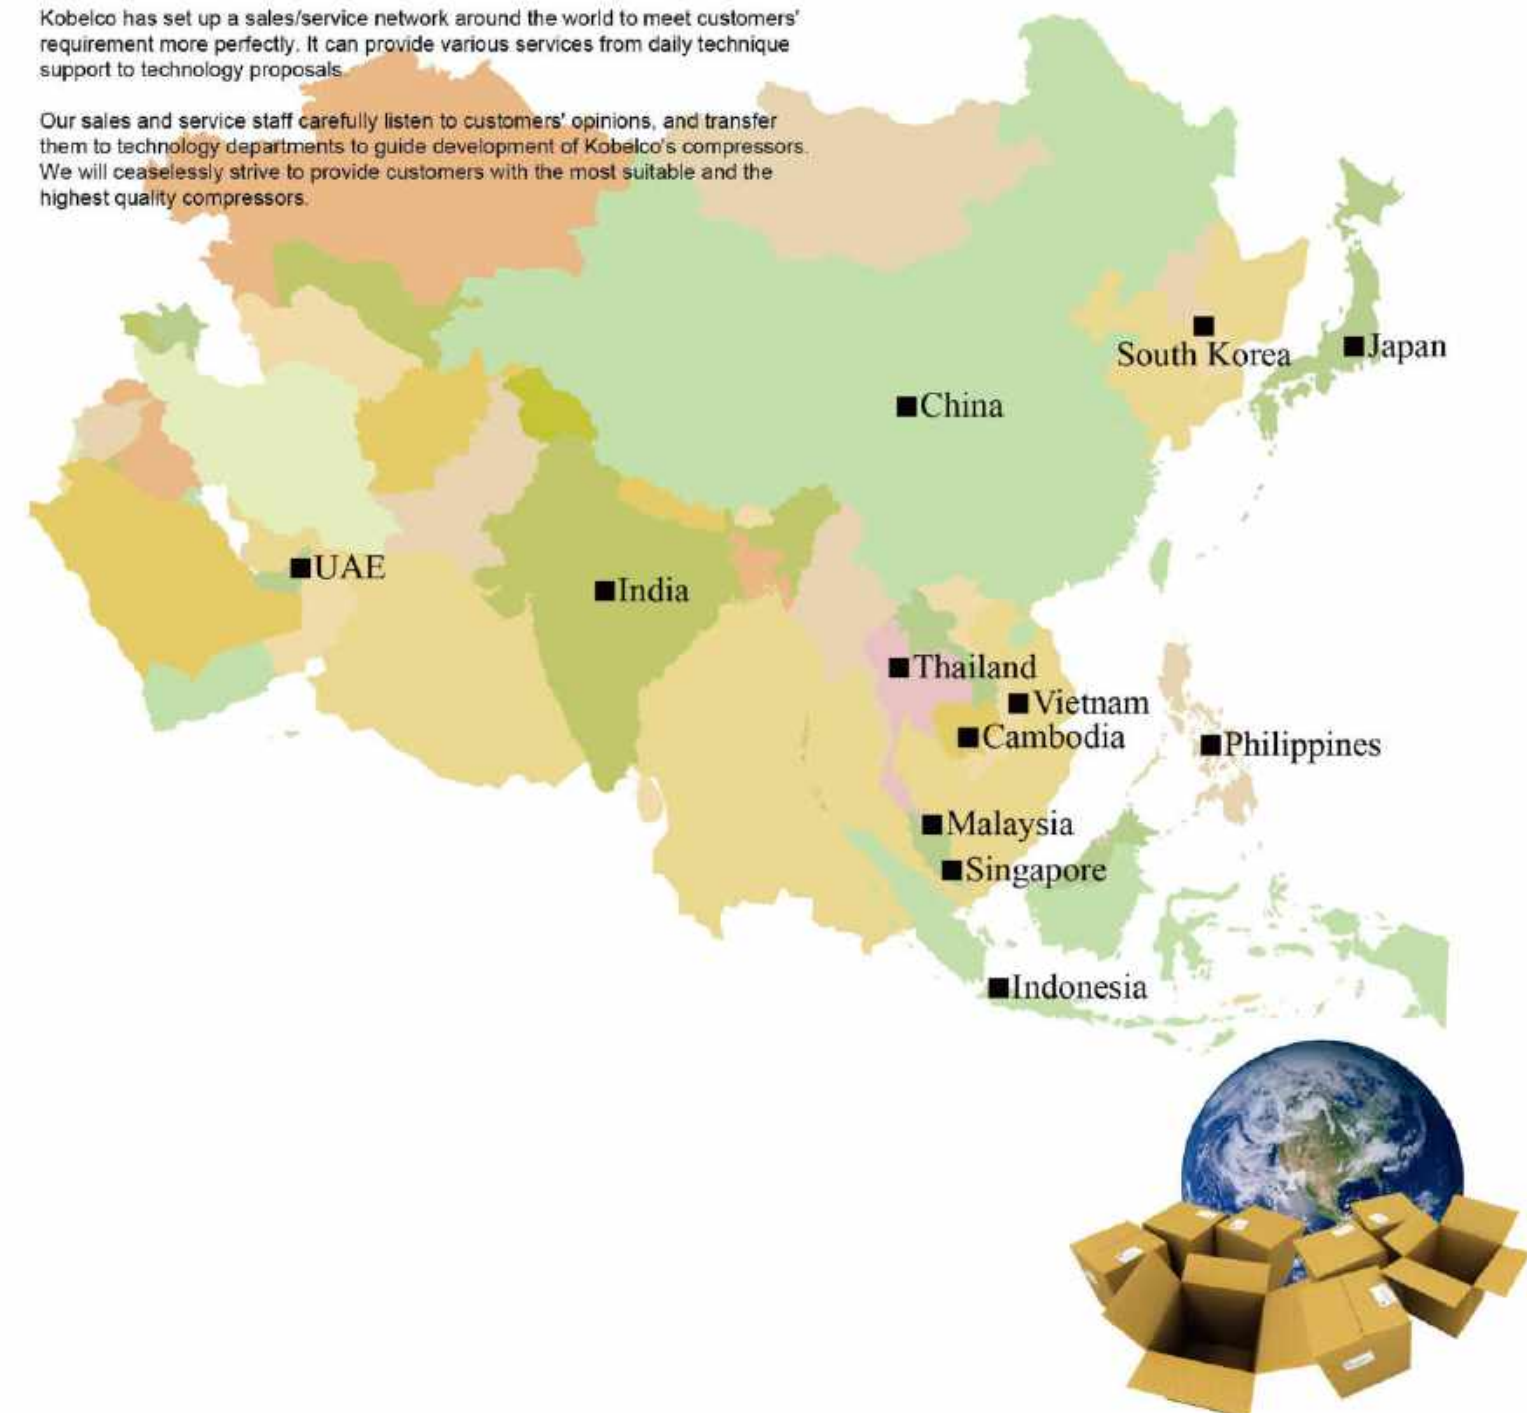 Kobelco has set up a sales/service network around the world to meet customers'
requirement more perfectly. It can provide various services from daily technique
support to technology proposals.
Our sales and service staff carefully listen to customers' opinions, and transfer
them to technology departments to guide development of Kobelco's compressors.
We will ceaselessly strive to provide customers with the most suitable and the
highest quality compressors.
South Korea
Japan
China
UAE
India
Thailand
Vietnam
Cambodia
Philippines
Malaysia
Singapore
Indonesia